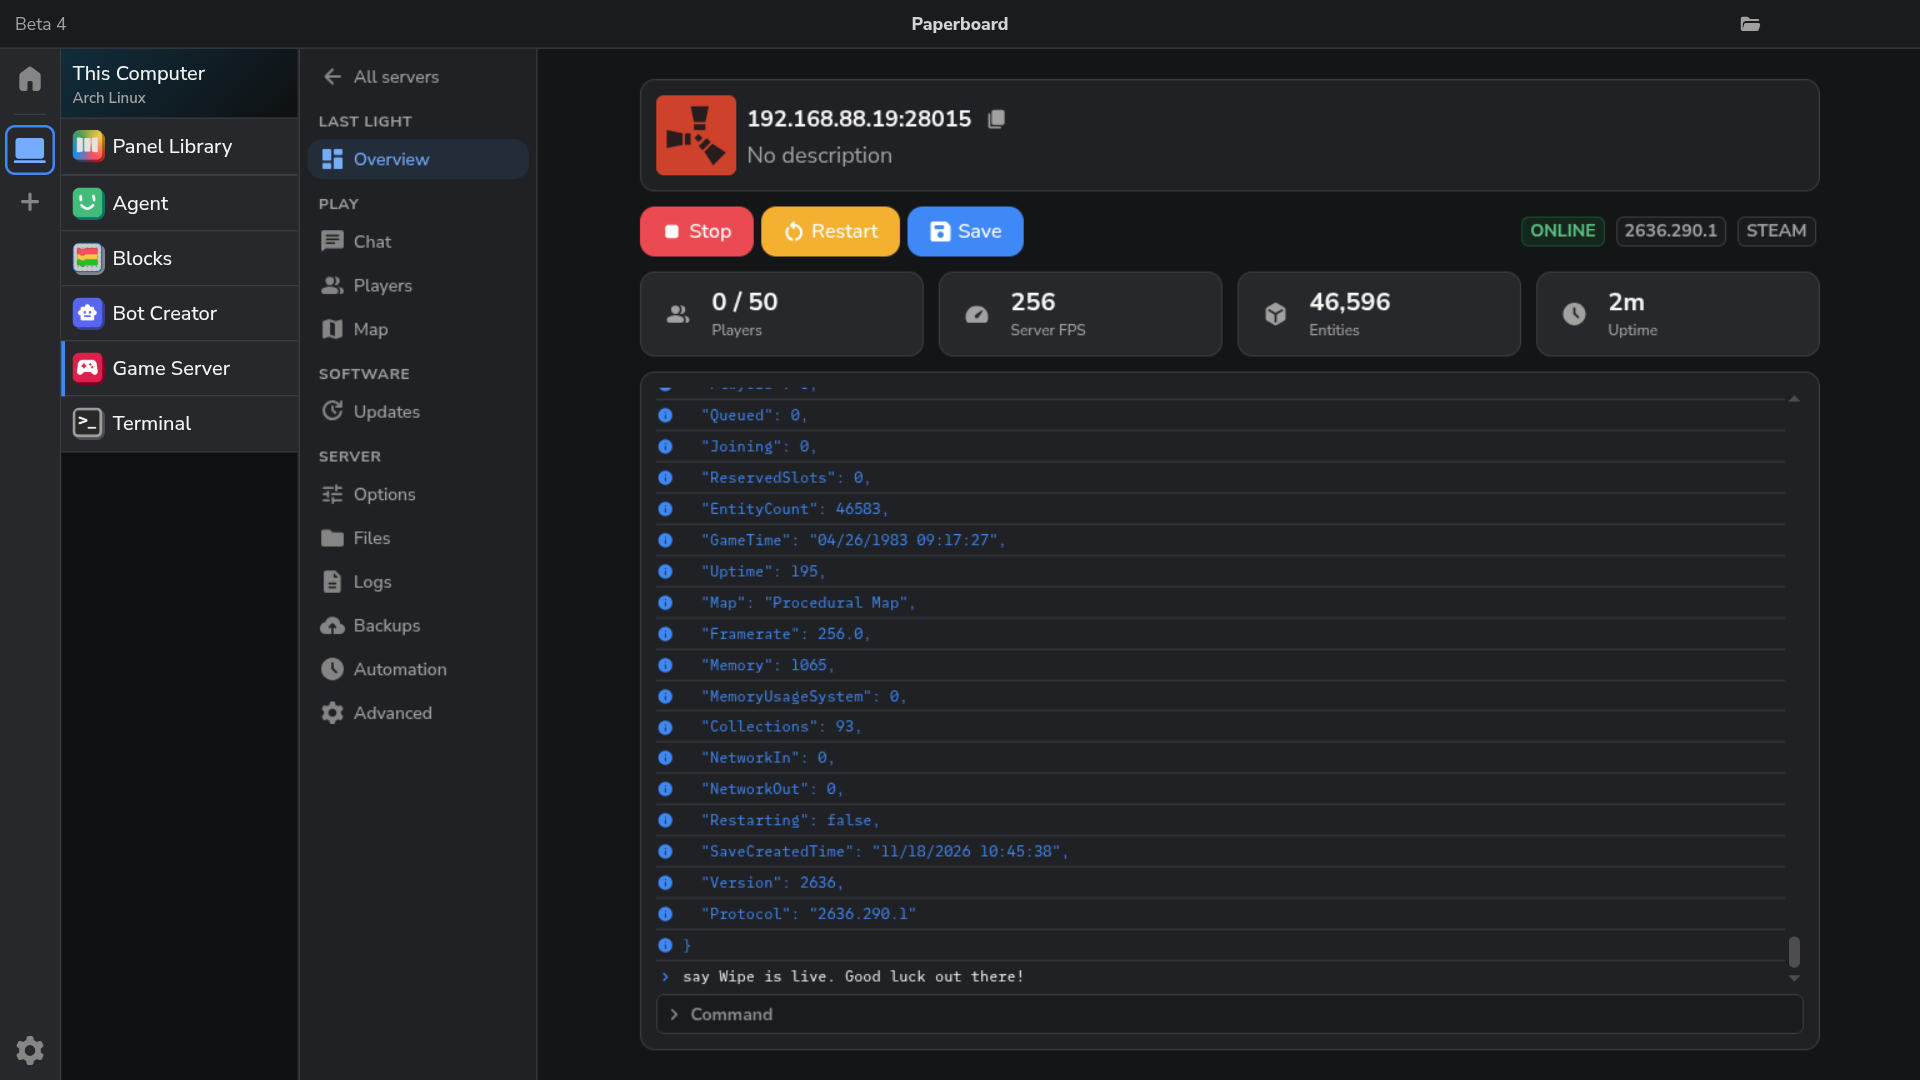 Beta 4
Paperboard
This Computer
Arch Linux
Panel Library
Agent
Blocks
Bot Creator
Game Server
Terminal
All servers
LAST LIGHT
Overview
PLAY
Chat
Players
Map
SOFTWARE
Updates
SERVER
Options
Files
Logs
Backups
Automation
Advanced
192.168.88.19:28015
No description
Stop
Restart
Save
ONLINE
2636.290.1
STEAM
0 / 50
Players
256
Server FPS
46,596
Entities
2m
Uptime
"Queued": 0,
"Joining": 0,
"ReservedSlots": 0,
"EntityCount": 46583,
"GameTime": "04/26/1983 09:17:27",
"Uptime": 195,
"Map": "Procedural Map",
"Framerate": 256.0,
"Memory": 1065,
"MemoryUsageSystem": 0,
"Collections": 93,
"NetworkIn": 0,
"NetworkOut": 0,
"Restarting": false,
"SaveCreatedTime": "11/18/2026 10:45:38",
"Version": 2636,
"Protocol": "2636.290.1"
}
> say Wipe is live. Good luck out there!
> Command